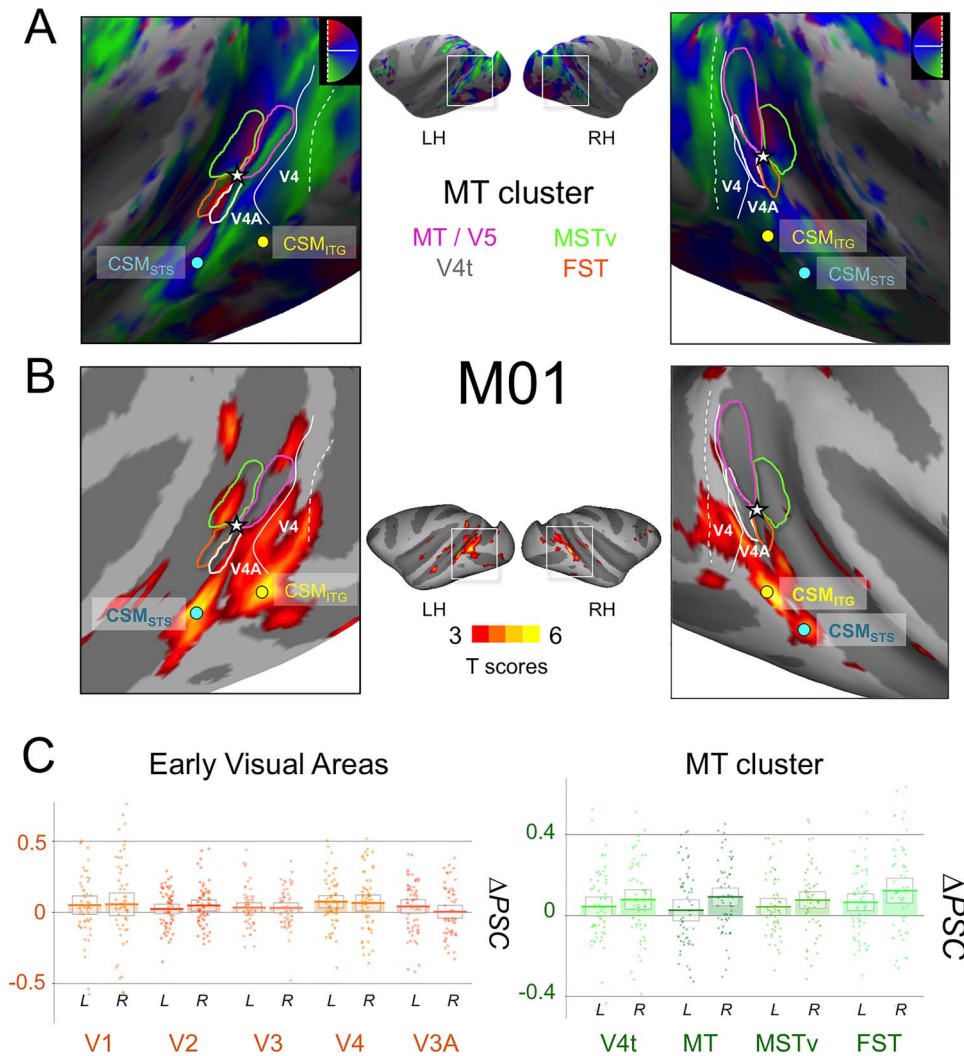 A
V4
V4A
CSMSTS
CSMITG
LH
RH
MT cluster
MT / V5
MSTv
V4t
FST
V4
V4A
CSMITG
CSMSTS
B
M01
V4
V4A
CSMSTS
CSMITG
LH
RH
3
6
T scores
V4
V4A
CSMITG
CSMSTS
C
Early Visual Areas
0.5
0
-0.5
ΔPSC
L R L R L R L R L R
V1 V2 V3 V4 V3A
MT cluster
0.4
0
-0.4
ΔPSC
L R L R L R L R
V4t MT MSTv FST